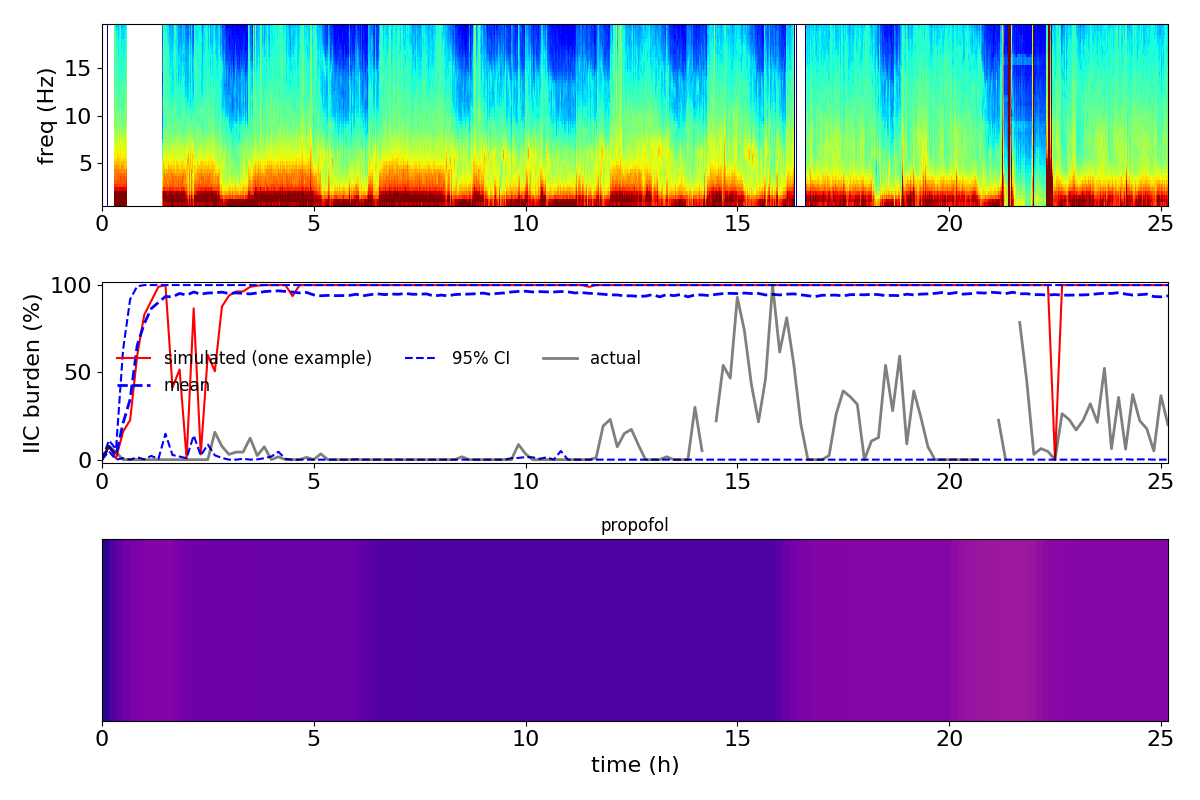 freq (Hz)
15
10
5
0 5 10 15 20 25
IIC burden (%)
100
50
0
simulated (one example) 95% CI actual
mean
0 5 10 15 20 25
propofol
0 5 10 15 20 25
time (h)